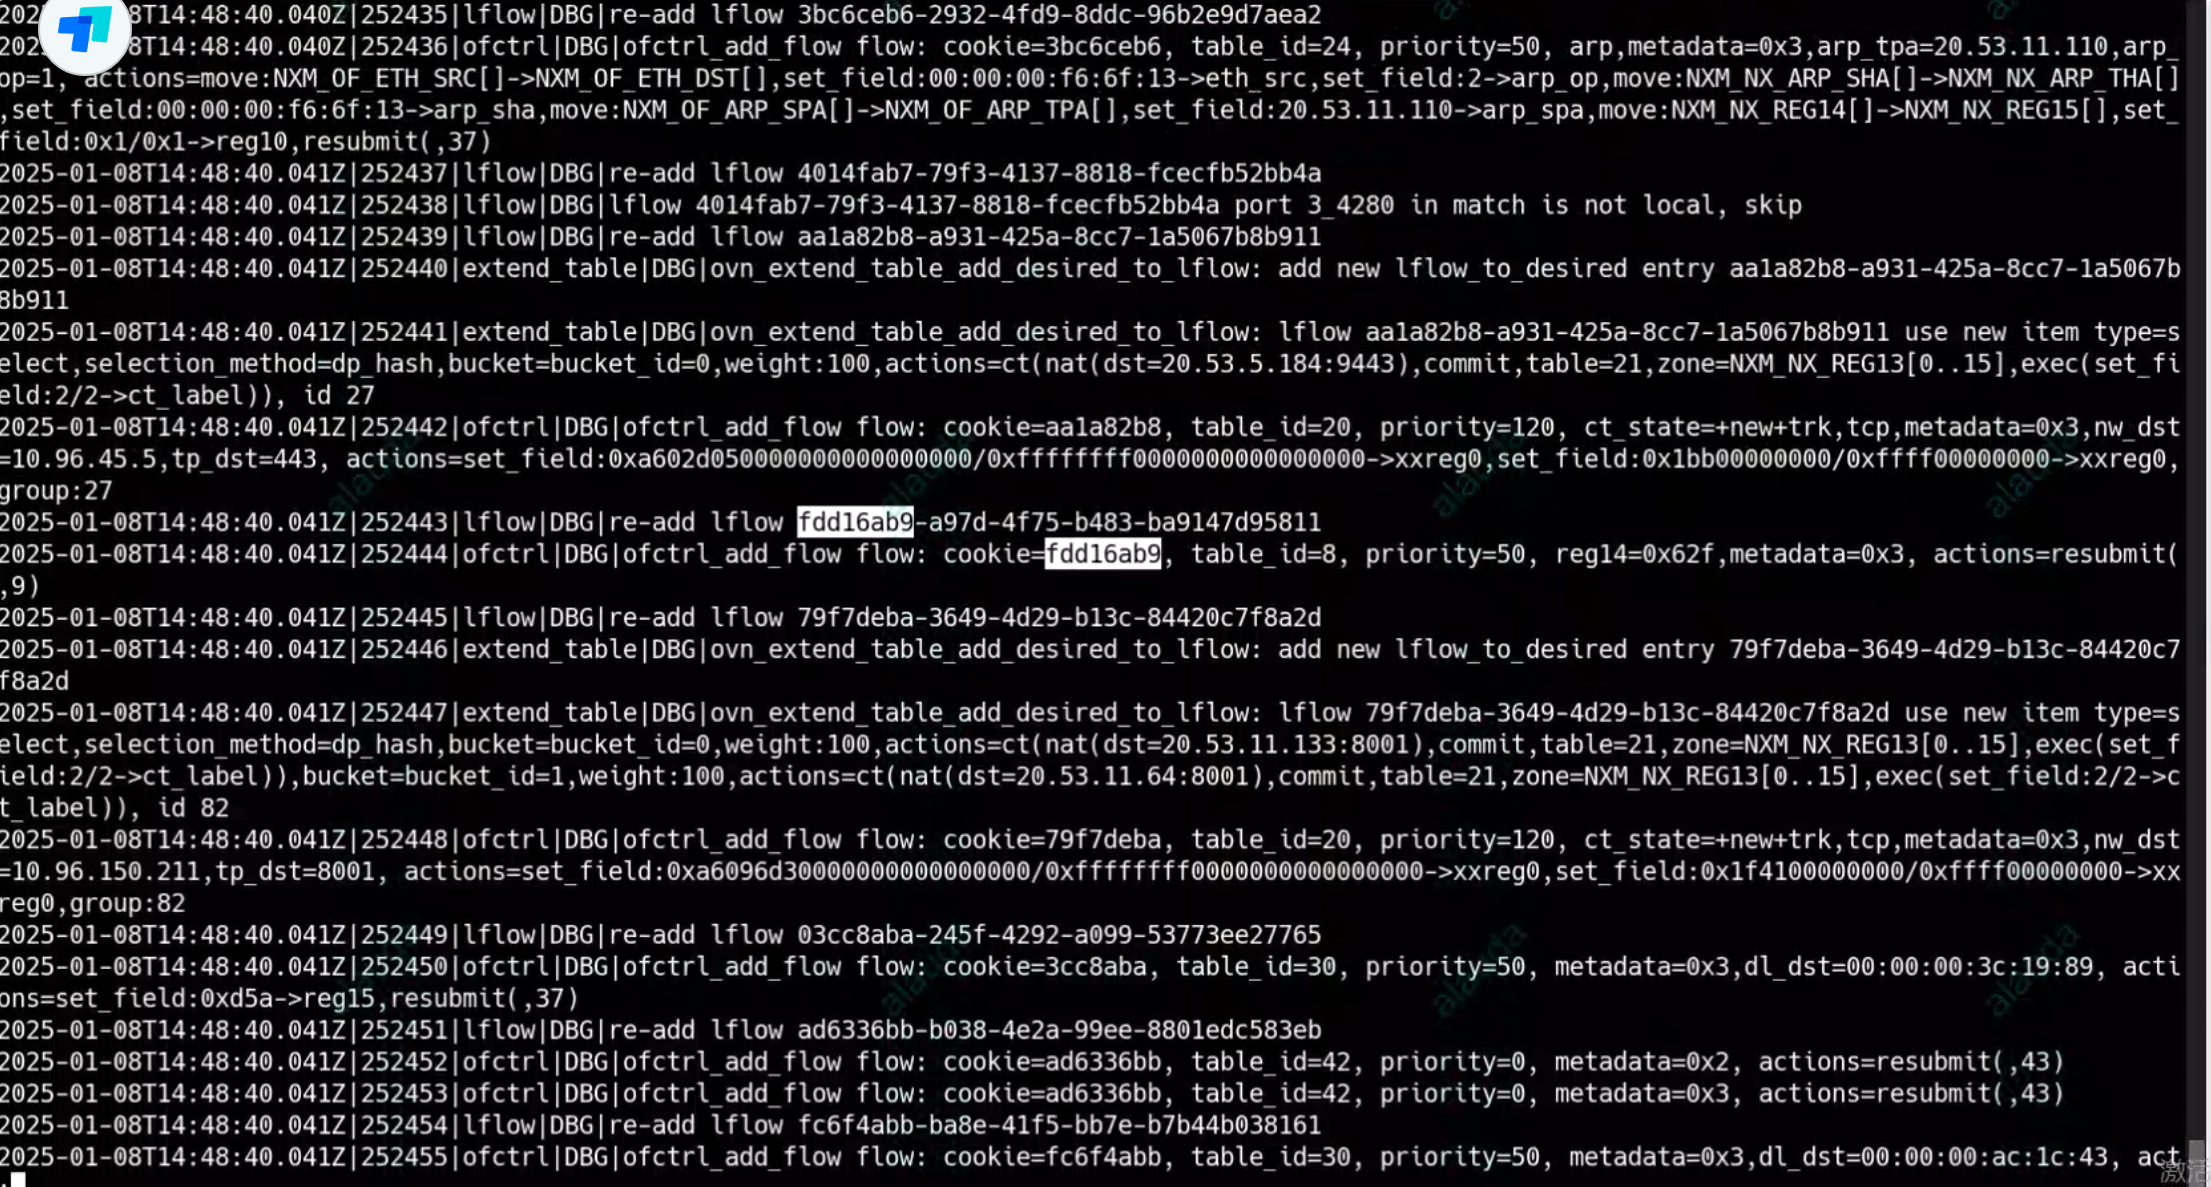 202 8T14:48:40.040Z|252435|lflow|DBG|re-add lflow 3bc6ceb6-2932-4fd9-8ddc-96b2e9d7aea2
202 8T14:48:40.040Z|252436|ofctrl|DBG|ofctrl_add_flow flow: cookie=3bc6ceb6, table_id=24, priority=50, arp,metadata=0x3,arp_tpa=20.53.11.110,arp_
op=1, actions=move:NXM_OF_ETH_SRC[]->NXM_OF_ETH_DST[],set_field:00:00:00:f6:6f:13->eth_src,set_field:2->arp_op,move:NXM_NX_ARP_SHA[]->NXM_NX_ARP_THA[]
,set_field:00:00:00:f6:6f:13->arp_sha,move:NXM_OF_ARP_SPA[]->NXM_OF_ARP_TPA[],set_field:20.53.11.110->arp_spa,move:NXM_NX_REG14[]->NXM_NX_REG15[],set_
field:0x1/0x1->reg10,resubmit(,37)
2025-01-08T14:48:40.041Z|252437|lflow|DBG|re-add lflow 4014fab7-79f3-4137-8818-fcecfb52bb4a
2025-01-08T14:48:40.041Z|252438|lflow|DBG|lflow 4014fab7-79f3-4137-8818-fcecfb52bb4a port 3_4280 in match is not local, skip
2025-01-08T14:48:40.041Z|252439|lflow|DBG|re-add lflow aa1a82b8-a931-425a-8cc7-1a5067b8b911
2025-01-08T14:48:40.041Z|252440|extend_table|DBG|ovn_extend_table_add_desired_to_lflow: add new lflow_to_desired entry aa1a82b8-a931-425a-8cc7-1a5067b
8b911
2025-01-08T14:48:40.041Z|252441|extend_table|DBG|ovn_extend_table_add_desired_to_lflow: lflow aa1a82b8-a931-425a-8cc7-1a5067b8b911 use new item type=s
elect,selection_method=dp_hash,bucket=bucket_id=0,weight:100,actions=ct(nat(dst=20.53.5.184:9443),commit,table=21,zone=NXM_NX_REG13[0..15],exec(set_fi
eld:2/2->ct_label)), id 27
2025-01-08T14:48:40.041Z|252442|ofctrl|DBG|ofctrl_add_flow flow: cookie=aa1a82b8, table_id=20, priority=120, ct_state=+new+trk,tcp,metadata=0x3,nw_dst
=10.96.45.5,tp_dst=443, actions=set_field:0xa602d050000000000000000/0xffffffff0000000000000000->xxreg0,set_field:0x1bb00000000/0xffff00000000->xxreg0,
group:27
2025-01-08T14:48:40.041Z|252443|lflow|DBG|re-add lflow fdd16ab9-a97d-4f75-b483-ba9147d95811
2025-01-08T14:48:40.041Z|252444|ofctrl|DBG|ofctrl_add_flow flow: cookie=fdd16ab9, table_id=8, priority=50, reg14=0x62f,metadata=0x3, actions=resubmit(
,9)
2025-01-08T14:48:40.041Z|252445|lflow|DBG|re-add lflow 79f7deba-3649-4d29-b13c-84420c7f8a2d
2025-01-08T14:48:40.041Z|252446|extend_table|DBG|ovn_extend_table_add_desired_to_lflow: add new lflow_to_desired entry 79f7deba-3649-4d29-b13c-84420c7
f8a2d
2025-01-08T14:48:40.041Z|252447|extend_table|DBG|ovn_extend_table_add_desired_to_lflow: lflow 79f7deba-3649-4d29-b13c-84420c7f8a2d use new item type=s
elect,selection_method=dp_hash,bucket=bucket_id=0,weight:100,actions=ct(nat(dst=20.53.11.133:8001),commit,table=21,zone=NXM_NX_REG13[0..15],exec(set_f
ield:2/2->ct_label)),bucket=bucket_id=1,weight:100,actions=ct(nat(dst=20.53.11.64:8001),commit,table=21,zone=NXM_NX_REG13[0..15],exec(set_field:2/2->c
t_label)), id 82
2025-01-08T14:48:40.041Z|252448|ofctrl|DBG|ofctrl_add_flow flow: cookie=79f7deba, table_id=20, priority=120, ct_state=+new+trk,tcp,metadata=0x3,nw_dst
=10.96.150.211,tp_dst=8001, actions=set_field:0xa6096d30000000000000000/0xffffffff0000000000000000->xxreg0,set_field:0x1f4100000000/0xffff00000000->xx
reg0,group:82
2025-01-08T14:48:40.041Z|252449|lflow|DBG|re-add lflow 03cc8aba-245f-4292-a099-53773ee27765
2025-01-08T14:48:40.041Z|252450|ofctrl|DBG|ofctrl_add_flow flow: cookie=3cc8aba, table_id=30, priority=50, metadata=0x3,dl_dst=00:00:00:3c:19:89, acti
ons=set_field:0xd5a->reg15,resubmit(,37)
2025-01-08T14:48:40.041Z|252451|lflow|DBG|re-add lflow ad6336bb-b038-4e2a-99ee-8801edc583eb
2025-01-08T14:48:40.041Z|252452|ofctrl|DBG|ofctrl_add_flow flow: cookie=ad6336bb, table_id=42, priority=0, metadata=0x2, actions=resubmit(,43)
2025-01-08T14:48:40.041Z|252453|ofctrl|DBG|ofctrl_add_flow flow: cookie=ad6336bb, table_id=42, priority=0, metadata=0x3, actions=resubmit(,43)
2025-01-08T14:48:40.041Z|252454|lflow|DBG|re-add lflow fc6f4abb-ba8e-41f5-bb7e-b7b44b038161
2025-01-08T14:48:40.041Z|252455|ofctrl|DBG|ofctrl_add_flow flow: cookie=fc6f4abb, table_id=30, priority=50, metadata=0x3,dl_dst=00:00:00:ac:1c:43, act
:
激活